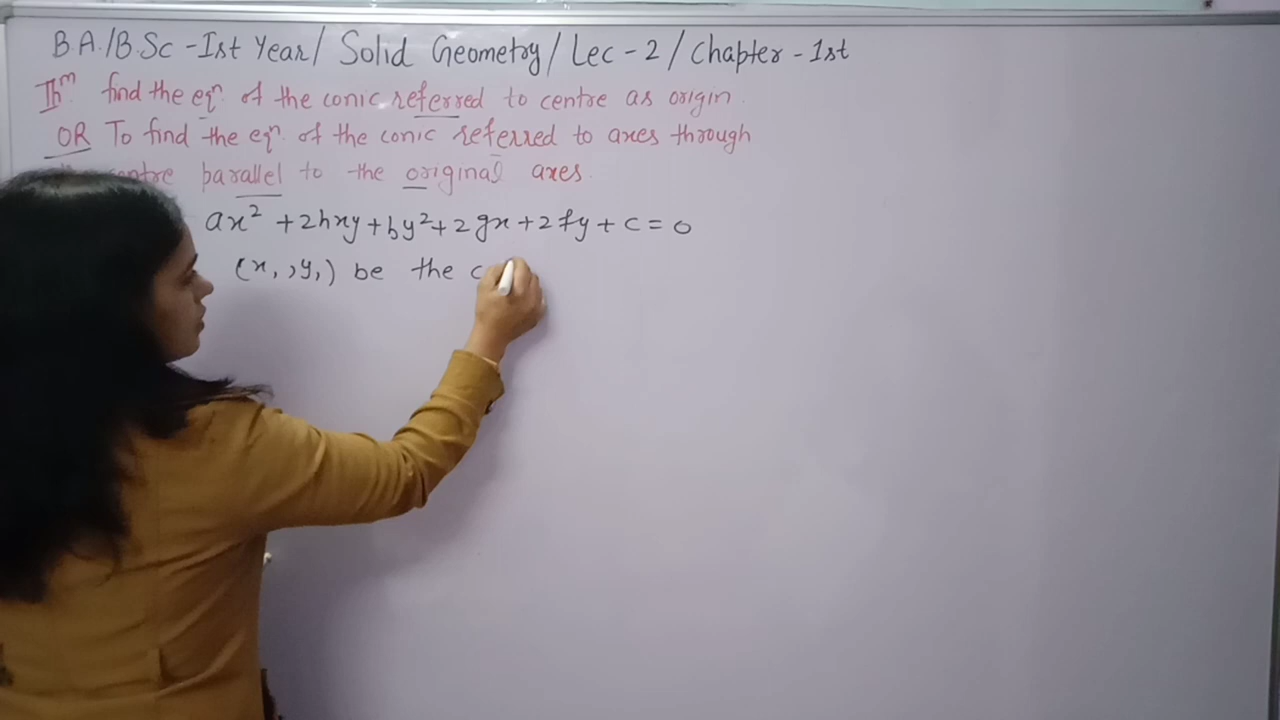 B.A./B.Sc - Ist Year / Solid Geometry / Lec - 2 / Chapter - 1st
Thᵐ find the eqⁿ. of the conic referred to centre as origin.
OR To find the eqⁿ. of the conic referred to axes through
centre parallel to the original axes.
ax² + 2hxy + by² + 2gx + 2fy + c = 0
(x₁, y₁) be the c